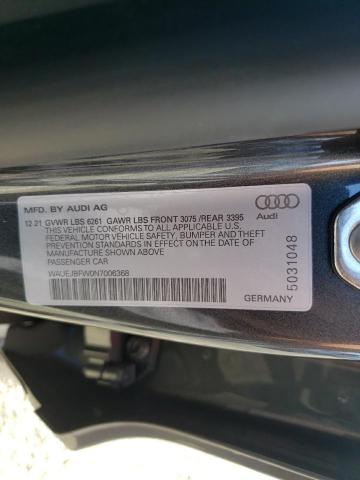 MFD. BY AUDI AG
12.21 GVWR LBS 6261 GAWR LBS FRONT 3075 /REAR 3395
THIS VEHICLE CONFORMS TO ALL APPLICABLE U.S.
FEDERAL MOTOR VEHICLE SAFETY, BUMPER AND THEFT
PREVENTION STANDARDS IN EFFECT ON THE DATE OF
MANUFACTURE SHOWN ABOVE
PASSENGER CAR
WAUEJBFW0N7006368
GERMANY
Audi
5031048